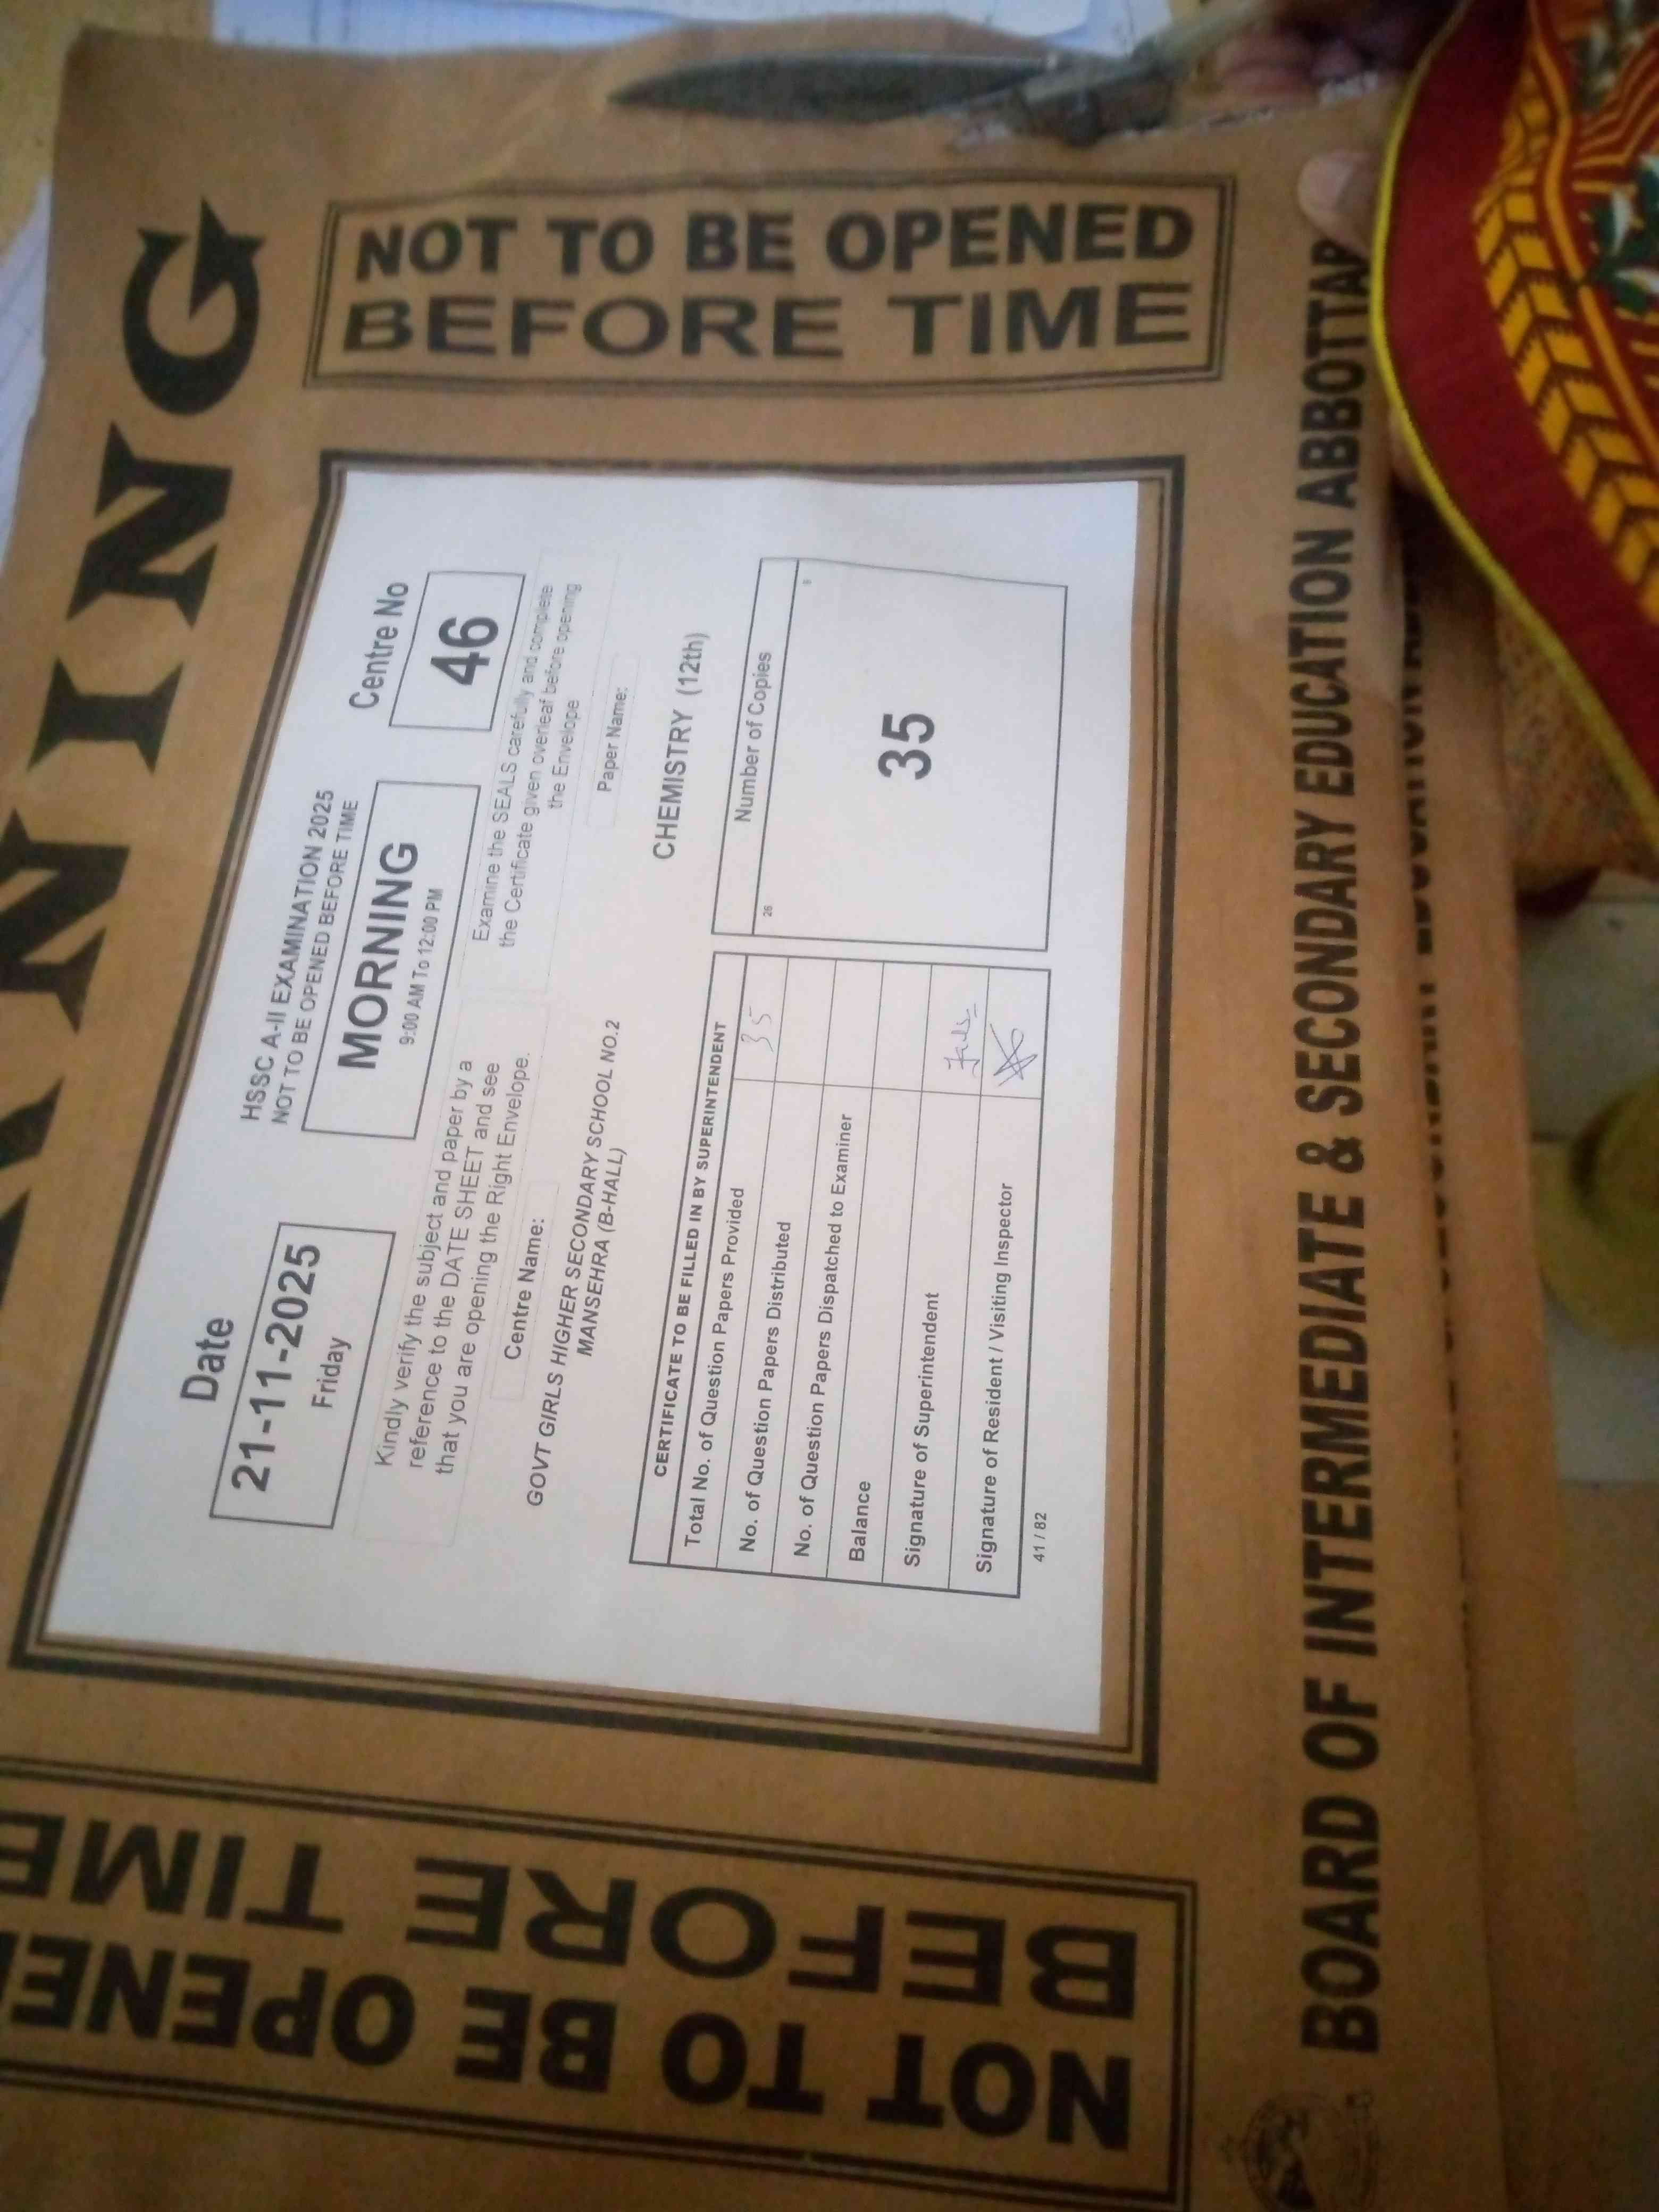 NING
NOT TO BE OPENED
BEFORE TIME
Date
21-11-2025
Friday
HSSC A-II EXAMINATION 2025
NOT TO BE OPENED BEFORE TIME
MORNING
9:00 AM To 12:00 PM
Centre No
46
Kindly verify the subject and paper by a
reference to the DATE SHEET and see
that you are opening the Right Envelope.
Examine the SEALS carefully and complete
the Certificate given overleaf before opening
the Envelope
Centre Name:
GOVT GIRLS HIGHER SECONDARY SCHOOL NO.2
MANSEHRA (B-HALL)
Paper Name:
CHEMISTRY (12th)
CERTIFICATE TO BE FILLED IN BY SUPERINTENDENT
Total No. of Question Papers Provided 35
No. of Question Papers Distributed
No. of Question Papers Dispatched to Examiner
Balance
Signature of Superintendent
Signature of Resident / Visiting Inspector
41 / 82
Number of Copies
26
9
35
NOT TO BE OPENE
BEFORE TIME
BOARD OF INTERMEDIATE & SECONDARY EDUCATION ABBOTTAB